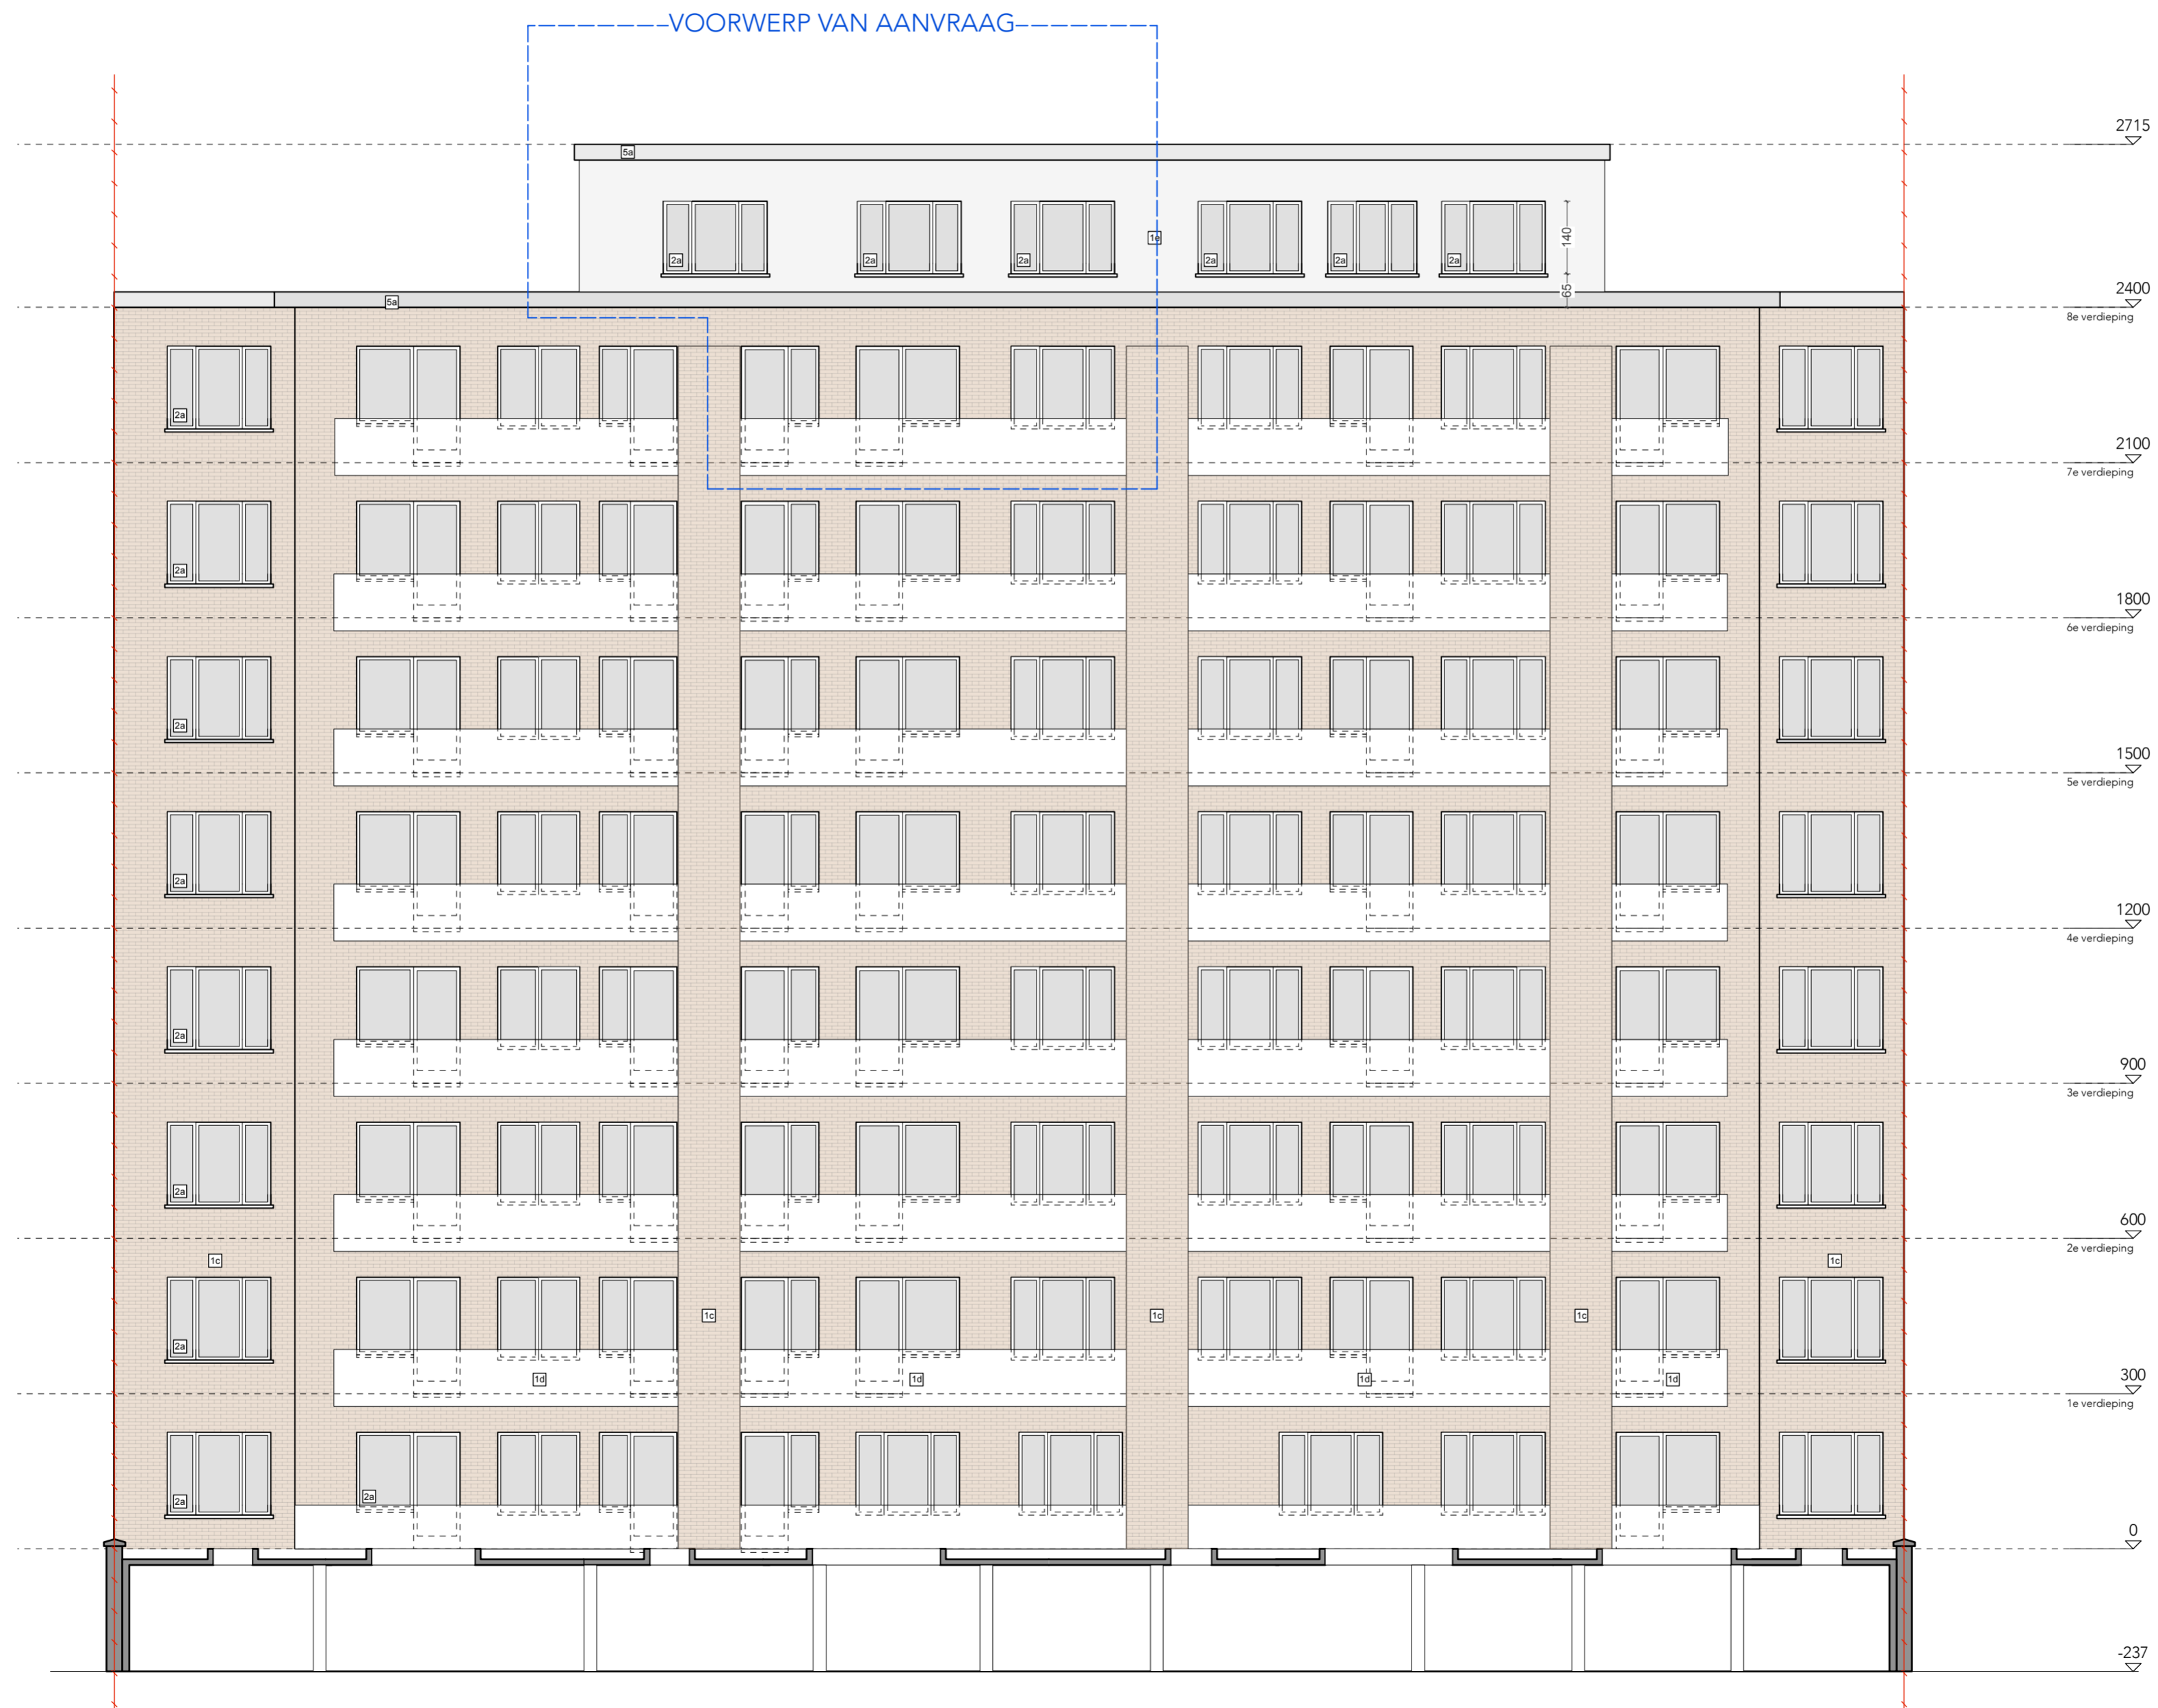 VOORWERP VAN AANVRAAG
2715
5a
1e
2a 2a 2a 2a 2a 2a
140
65
2400
8e verdieping
5a
2a
2100
7e verdieping
2a
1800
6e verdieping
2a
1500
5e verdieping
2a
1200
4e verdieping
2a
900
3e verdieping
2a
600
2e verdieping
1c 1c
1c 1c 1c
2a
1d 1d 1d 1d
300
1e verdieping
2a 2a
0
-237